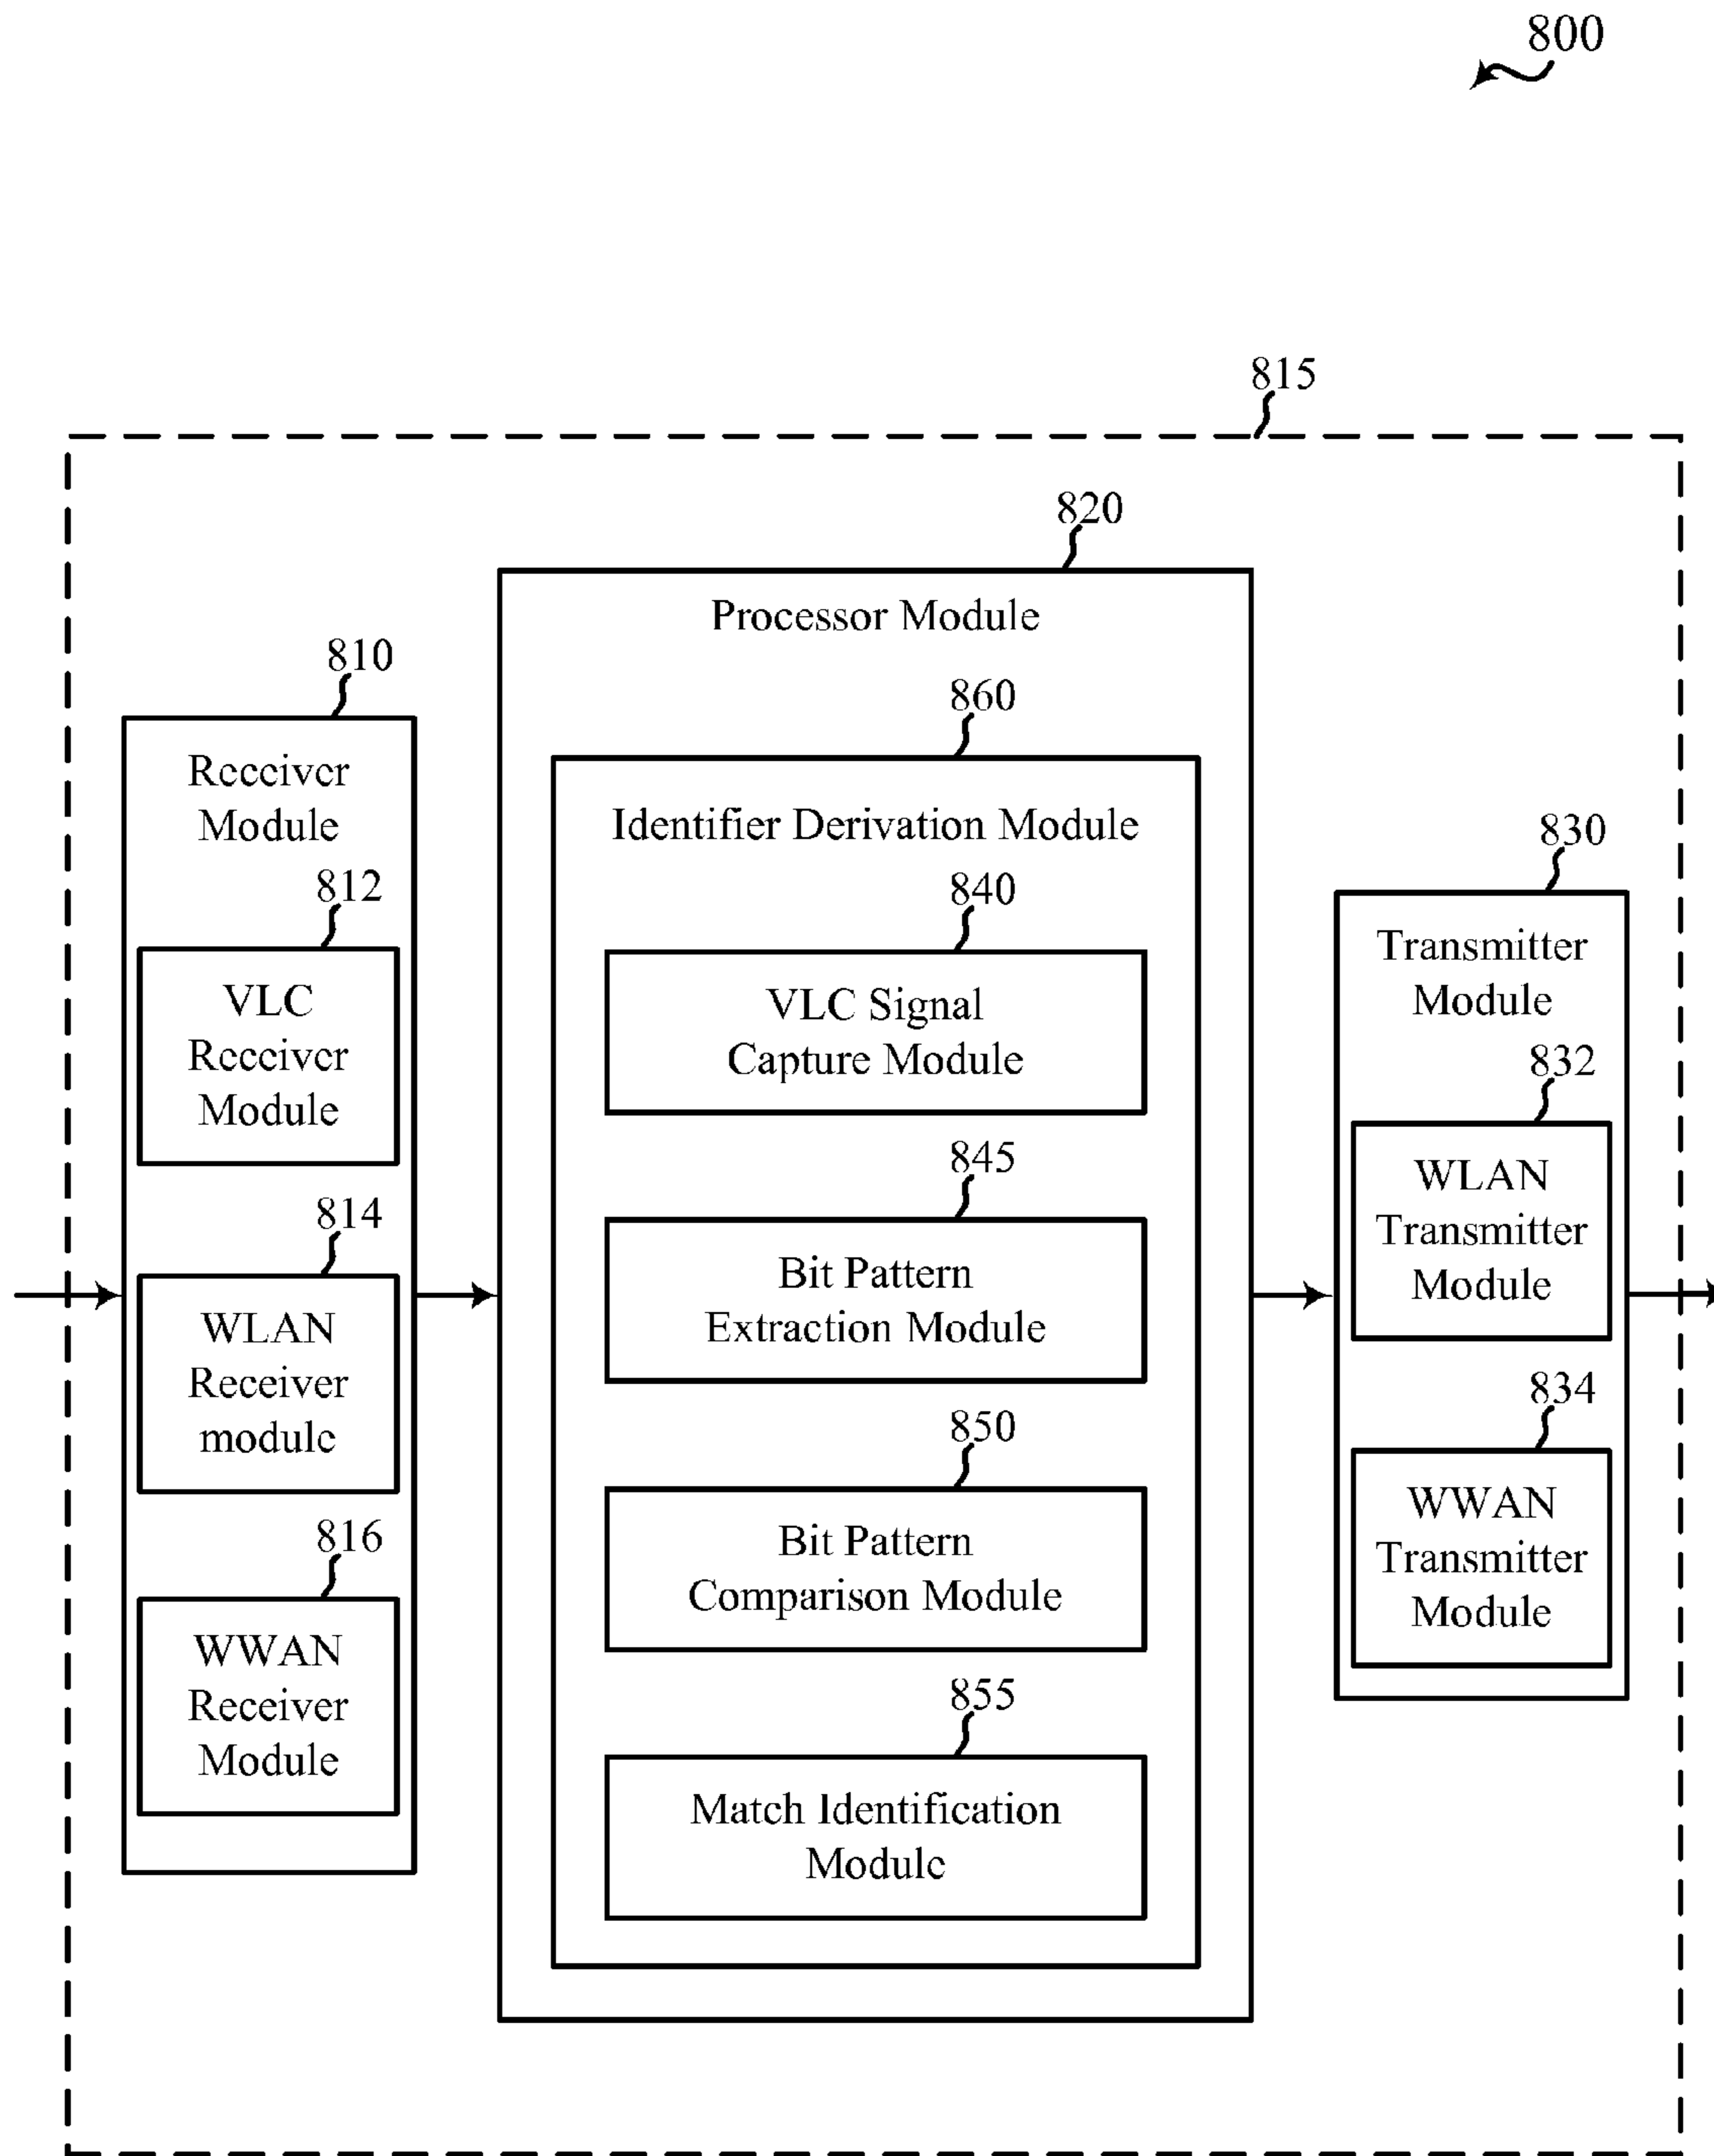 800
815
820
Processor Module
810
Receiver
Module
812
VLC
Receiver
Module
814
WLAN
Receiver
module
816
WWAN
Receiver
Module
860
Identifier Derivation Module
840
VLC Signal
Capture Module
845
Bit Pattern
Extraction Module
850
Bit Pattern
Comparison Module
855
Match Identification
Module
830
Transmitter
Module
832
WLAN
Transmitter
Module
834
WWAN
Transmitter
Module